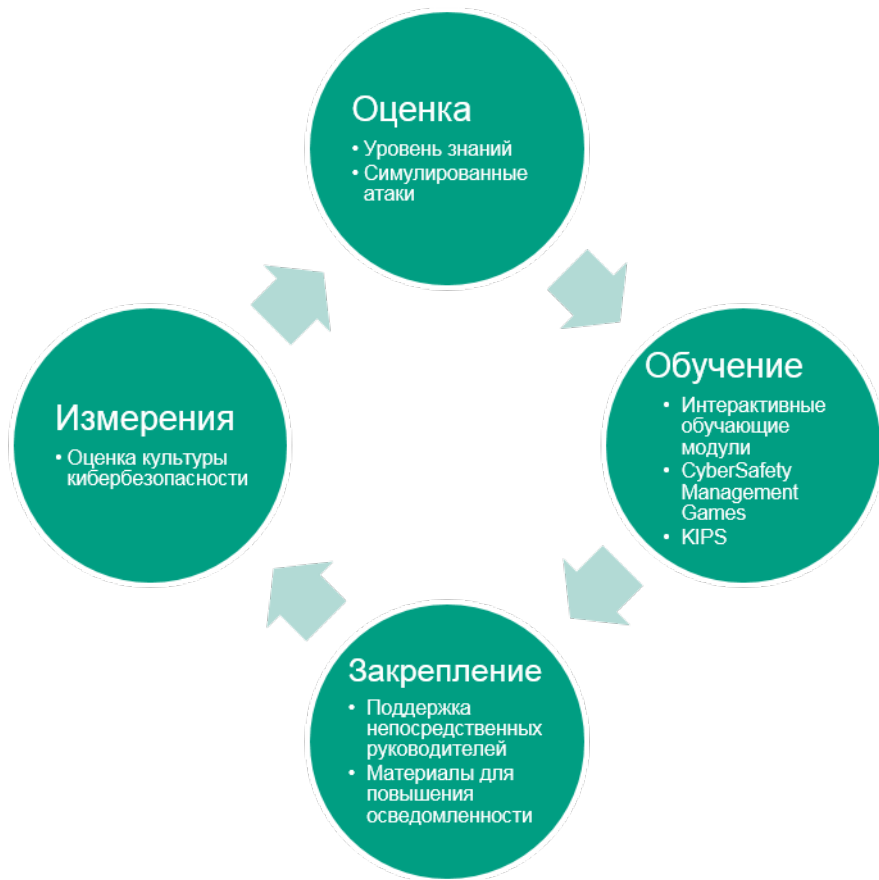 Оценка
• Уровень знаний
• Симулированные
атаки
Обучение
• Интерактивные
обучающие
модули
• CyberSafety
Management
Games
• KIPS
Закрепление
• Поддержка
непосредственных
руководителей
• Материалы для
повышения
осведомленности
Измерения
• Оценка культуры
кибербезопасности